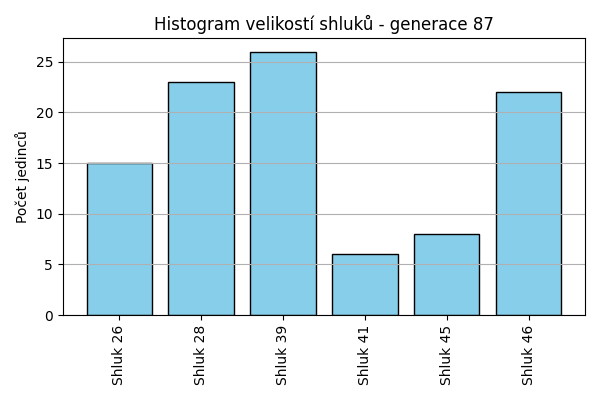 Histogram velikostí shluků - generace 87
Počet jedinců
25
20
15
10
5
0
Shluk 26
Shluk 28
Shluk 39
Shluk 41
Shluk 45
Shluk 46